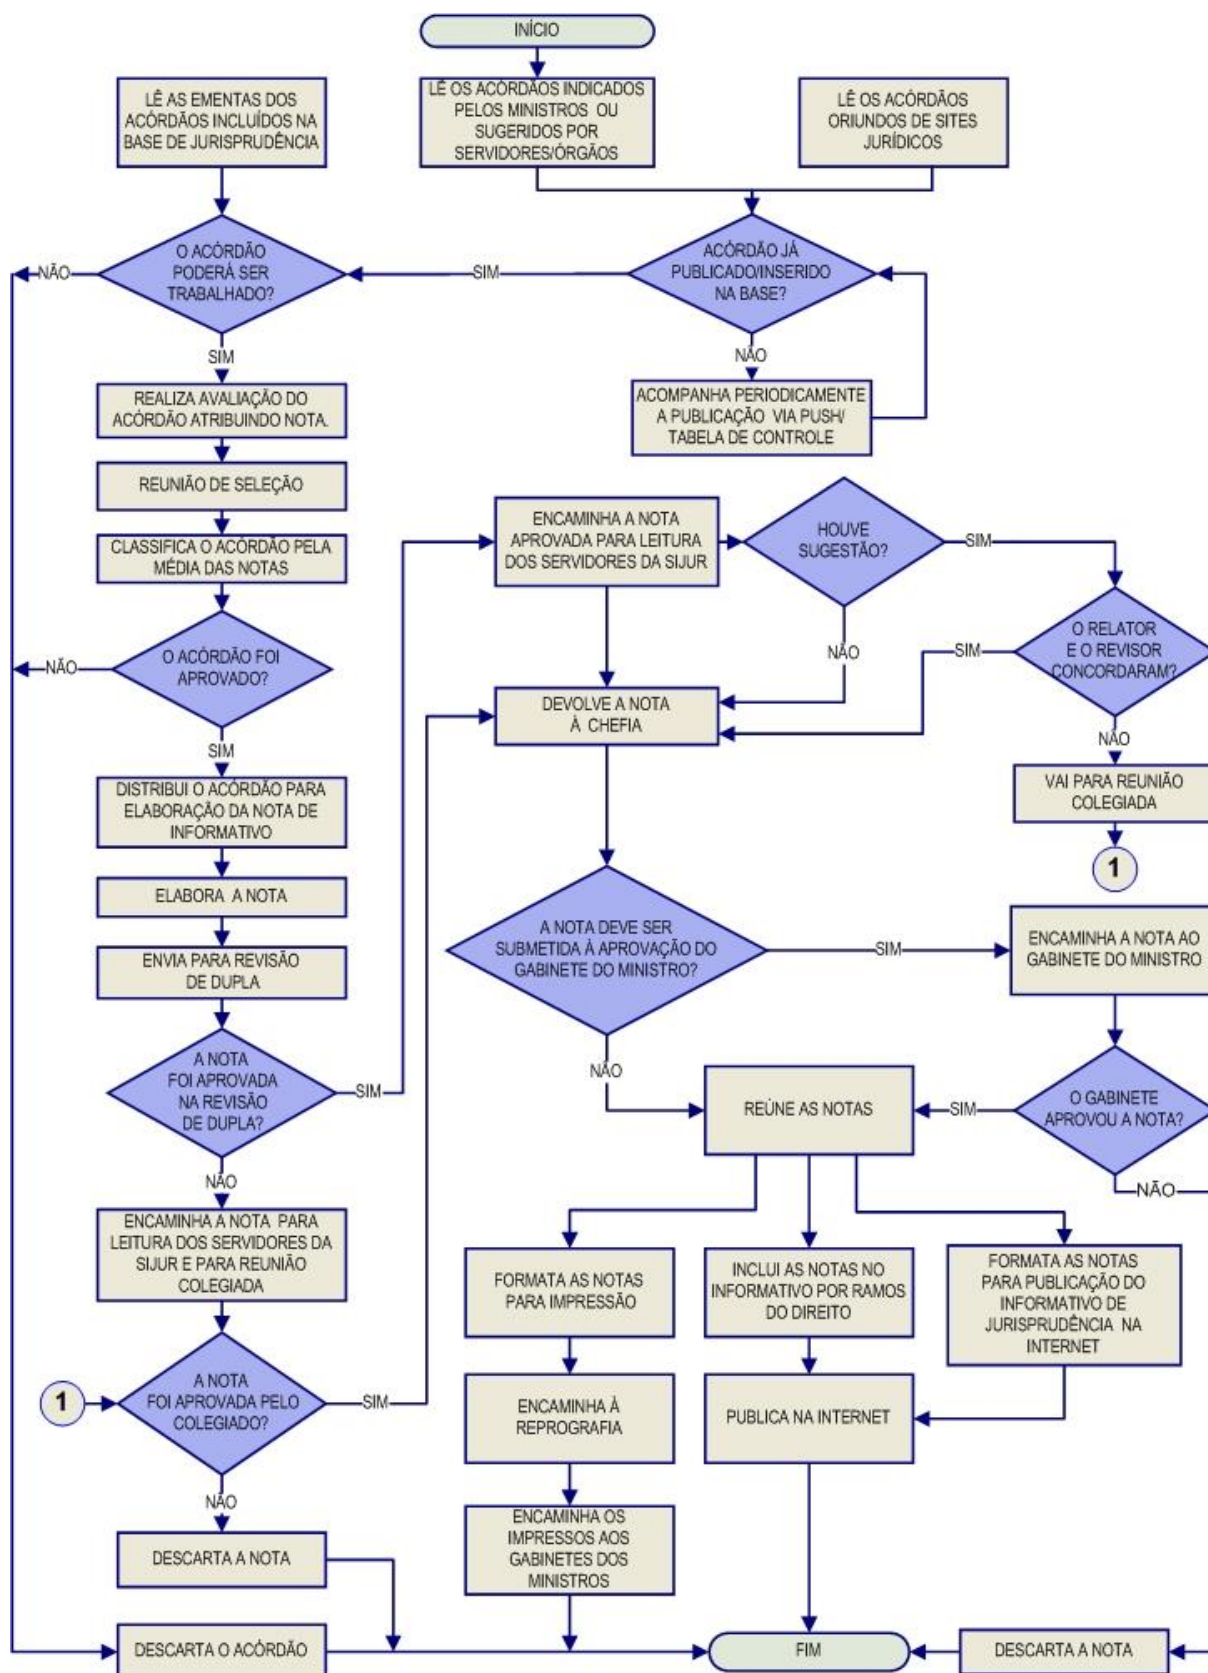 INÍCIO
LÊ AS EMENTAS DOS
ACÓRDÃOS INCLUÍDOS NA
BASE DE JURISPRUDÊNCIA
LÊ OS ACÓRDÃOS INDICADOS
PELOS MINISTROS OU
SUGERIDOS POR
SERVIDORES/ÓRGÃOS
LÊ OS ACÓRDÃOS
ORIUNDOS DE SITES
JURÍDICOS
NÃO
O ACÓRDÃO
PODERÁ SER
TRABALHADO?
SIM
ACÓRDÃO JÁ
PUBLICADO/INSERIDO
NA BASE?
SIM
NÃO
REALIZA AVALIAÇÃO DO
ACÓRDÃO ATRIBUINDO NOTA.
ACOMPANHA PERIODICAMENTE
A PUBLICAÇÃO VIA PUSH/
TABELA DE CONTROLE
REUNIÃO DE SELEÇÃO
CLASSIFICA O ACÓRDÃO PELA
MÉDIA DAS NOTAS
ENCAMINHA A NOTA
APROVADA PARA LEITURA
DOS SERVIDORES DA SIJUR
HOUVE
SUGESTÃO?
SIM
NÃO
NÃO
O ACÓRDÃO FOI
APROVADO?
SIM
O RELATOR
E O REVISOR
CONCORDARAM?
SIM
NÃO
DEVOLVE A NOTA
À CHEFIA
VAI PARA REUNIÃO
COLEGIADA
1
DISTRIBUI O ACÓRDÃO PARA
ELABORAÇÃO DA NOTA DE
INFORMATIVO
ELABORA A NOTA
ENVIA PARA REVISÃO
DE DUPLA
A NOTA DEVE SER
SUBMETIDA À APROVAÇÃO DO
GABINETE DO MINISTRO?
SIM
ENCAMINHA A NOTA AO
GABINETE DO MINISTRO
NÃO
A NOTA
FOI APROVADA
NA REVISÃO
DE DUPLA?
SIM
NÃO
REÚNE AS NOTAS
SIM
O GABINETE
APROVOU A NOTA?
NÃO
ENCAMINHA A NOTA PARA
LEITURA DOS SERVIDORES DA
SIJUR E PARA REUNIÃO
COLEGIADA
FORMATA AS NOTAS
PARA IMPRESSÃO
INCLUI AS NOTAS NO
INFORMATIVO POR RAMOS
DO DIREITO
FORMATA AS NOTAS
PARA PUBLICAÇÃO DO
INFORMATIVO DE
JURISPRUDÊNCIA NA
INTERNET
1
A NOTA
FOI APROVADA PELO
COLEGIADO?
SIM
NÃO
ENCAMINHA À
REPROGRAFIA
PUBLICA NA INTERNET
DESCARTA A NOTA
ENCAMINHA OS
IMPRESSOS AOS
GABINETES DOS
MINISTROS
DESCARTA O ACÓRDÃO
FIM
DESCARTA A NOTA